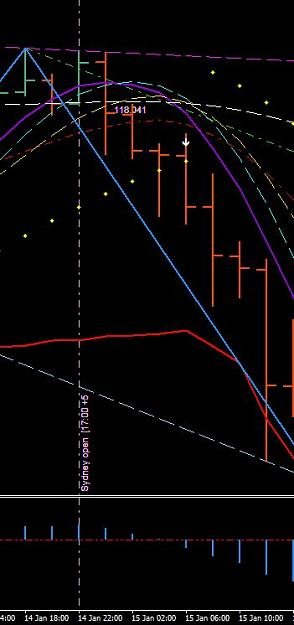 118.041
Sydney open [17:00 +5
4:00
14 Jan 18:00
14 Jan 22:00
15 Jan 02:00
15 Jan 06:00
15 Jan 10:00